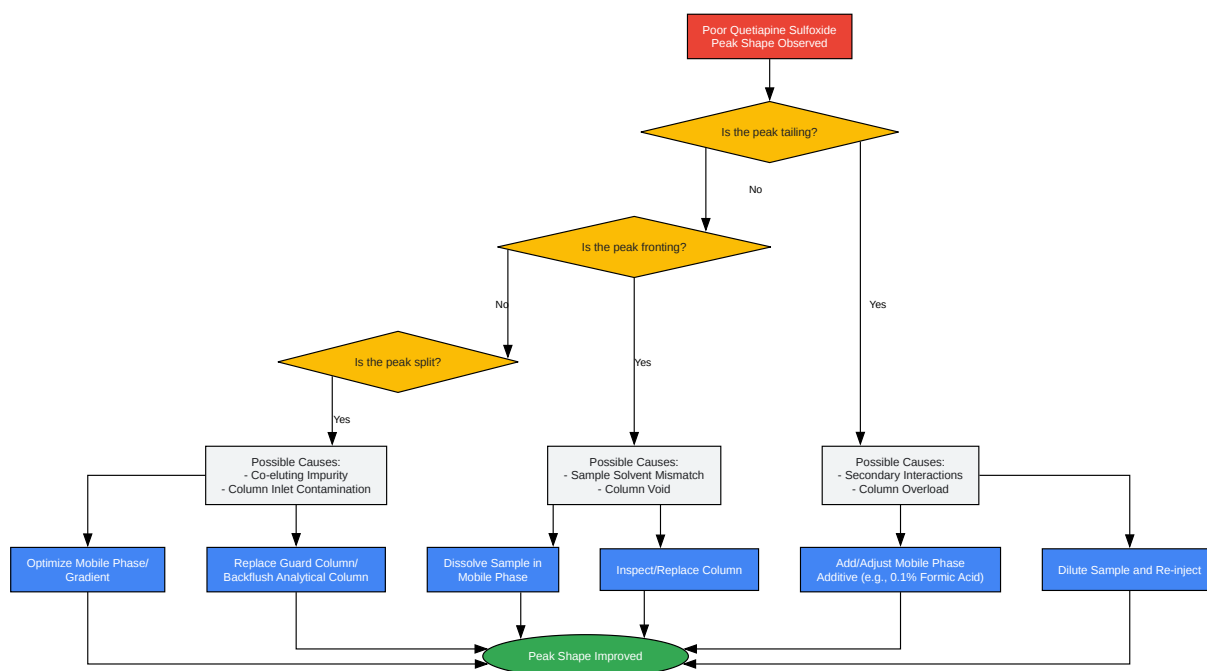 Poor Quetiapine Sulfoxide
Peak Shape Observed
Is the peak tailing?
No
Is the peak fronting?
No
Yes
Is the peak split?
Yes
Yes
Possible Causes:
- Co-eluting Impurity
- Column Inlet Contamination
Possible Causes:
- Sample Solvent Mismatch
- Column Void
Possible Causes:
- Secondary Interactions
- Column Overload
Optimize Mobile Phase/
Gradient
Replace Guard Column/
Backflush Analytical Column
Dissolve Sample in
Mobile Phase
Inspect/Replace Column
Add/Adjust Mobile Phase
Additive (e.g., 0.1% Formic Acid)
Dilute Sample and Re-inject
Peak Shape Improved